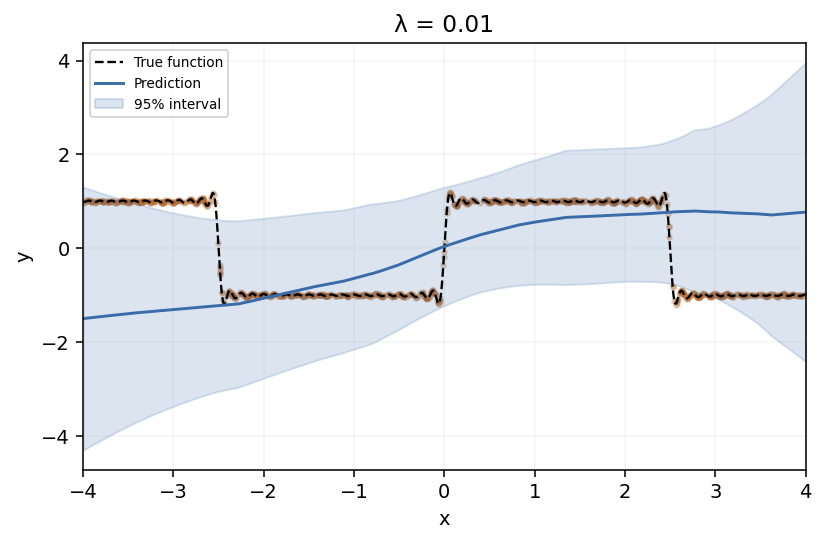 λ = 0.01
True function
Prediction
95% interval
y
4
2
0
−2
−4
−4 −3 −2 −1 0 1 2 3 4
x